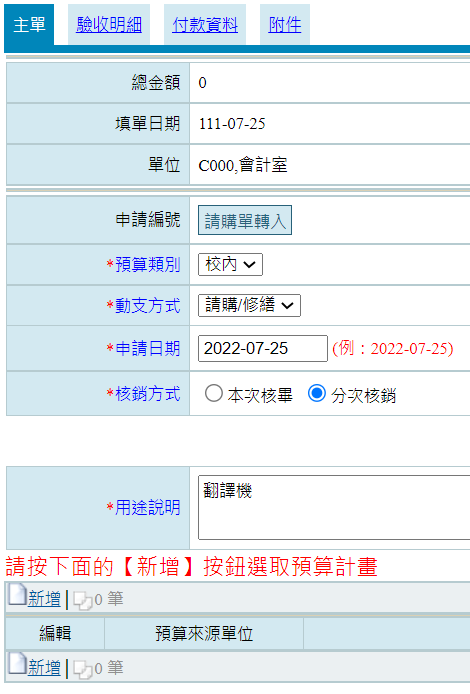 主單 驗收明細 付款資料 附件
總金額 0
填單日期 111-07-25
單位 C000,會計室
申請編號 請購單轉入
*預算類別 校內
*動支方式 請購/修繕
*申請日期 2022-07-25 (例：2022-07-25)
*核銷方式 本次核畢 分次核銷
*用途說明 翻譯機
請按下面的【新增】按鈕選取預算計畫
新增 0 筆
編輯 預算來源單位
新增 0 筆